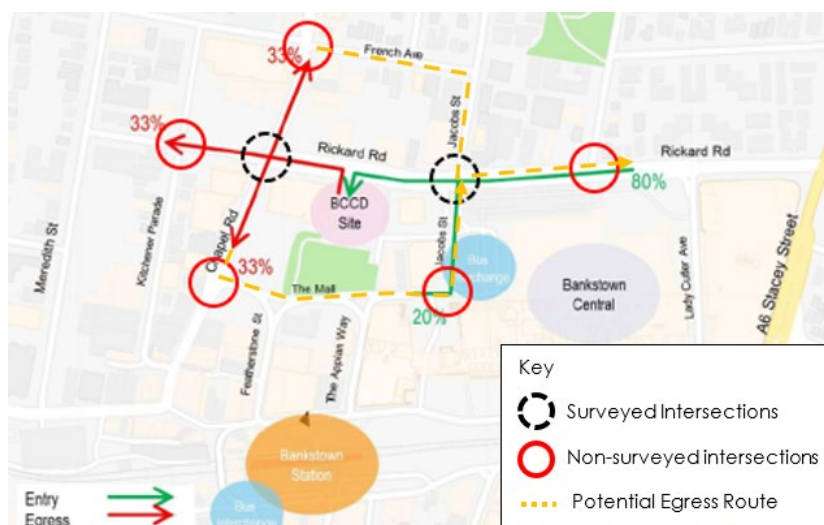 33%
French Ave
33%
Rickard Rd
Jacobs St
Rickard Rd
80%
BCCD
Site
Meredith St
Kitchener Parade
Chapel Rd
33%
The Mall
Jacobs St
Bus
20%
Bankstown
Central
Lady Cutler Ave
A6 Stacey Street
Featherstone St
The Appian Way
Bankstown
Station
Bus
Entry
Egress
Key
Surveyed Intersections
Non-surveyed intersections
Potential Egress Route